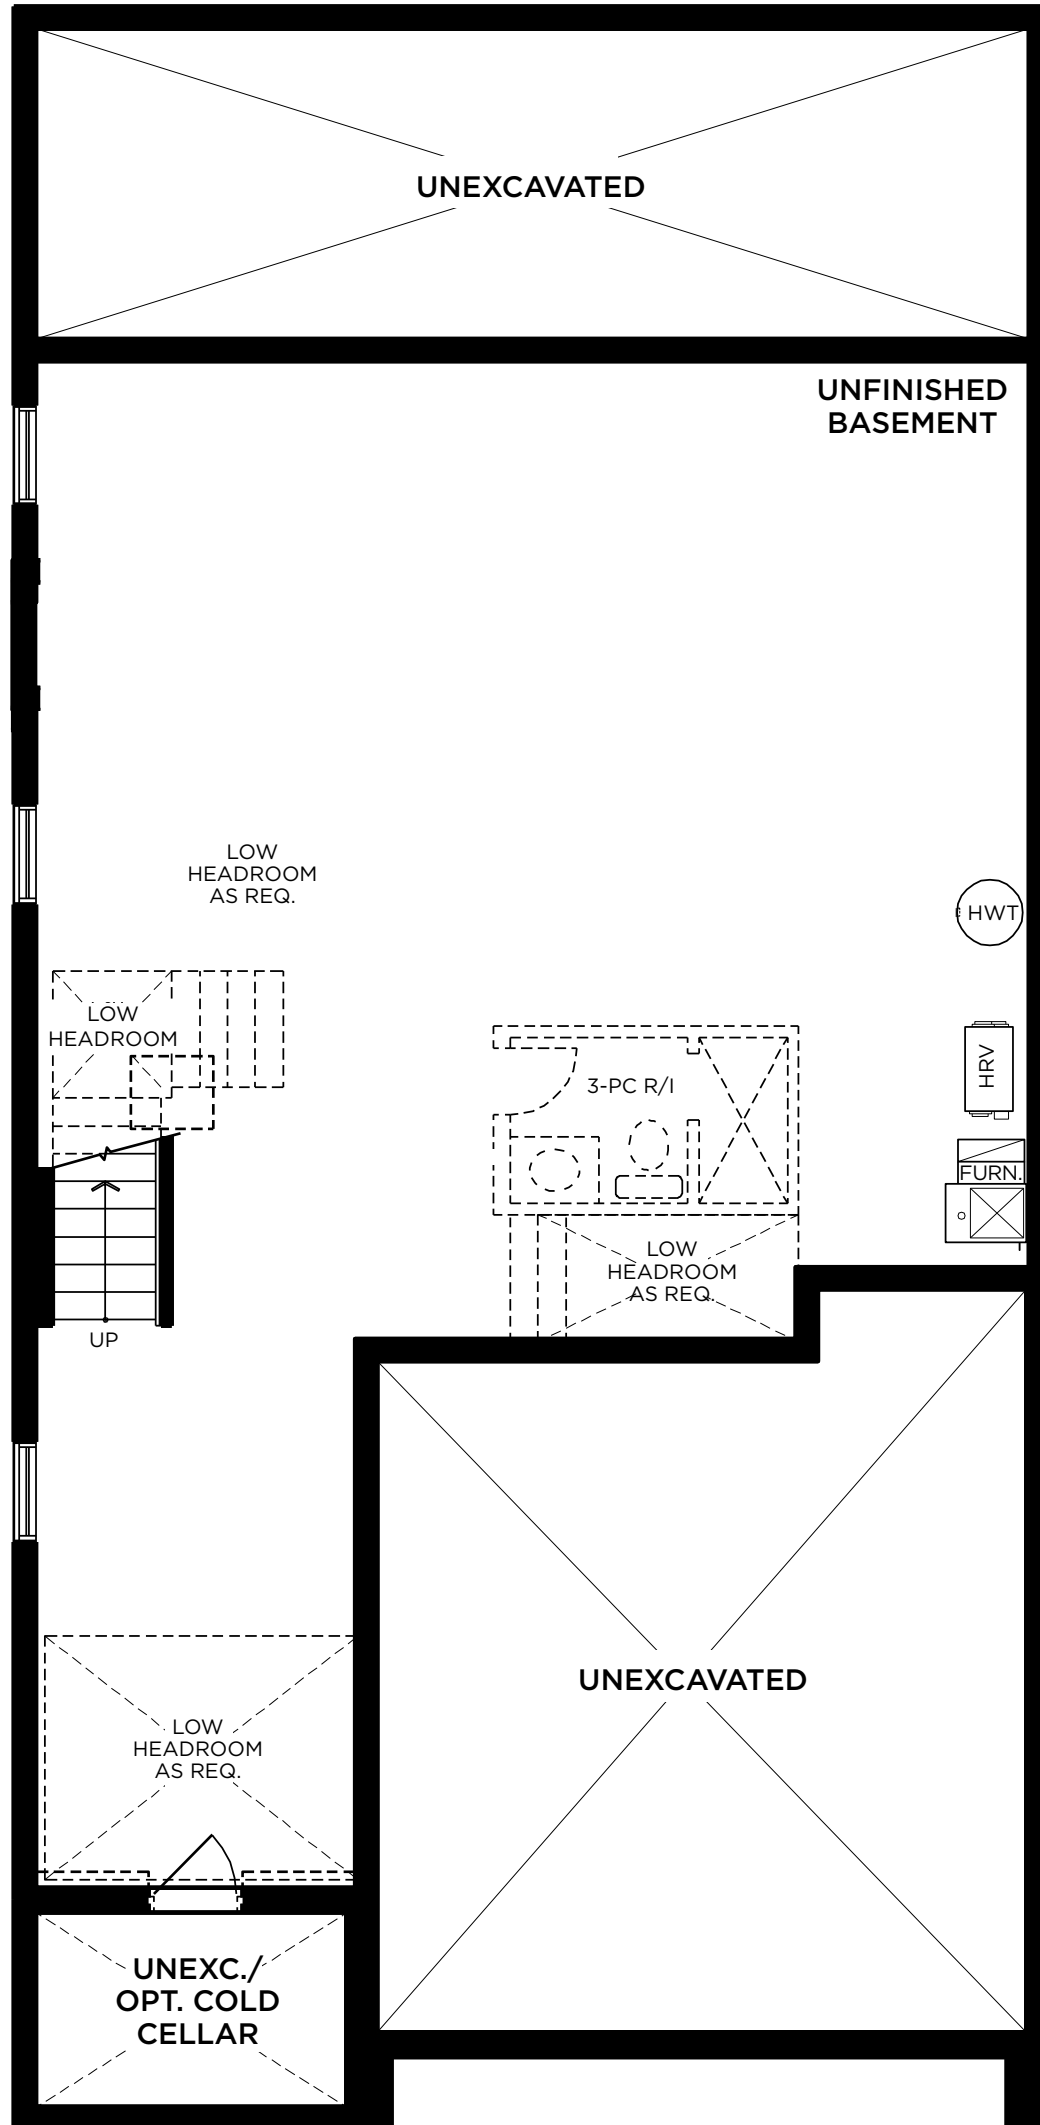 UNEXCAVATED
UNFINISHED
BASEMENT
LOW
HEADROOM
AS REQ.
HWT
LOW
HEADROOM
HRV
3-PC R/I
FURN.
LOW
HEADROOM
AS REQ.
UP
UNEXCAVATED
LOW
HEADROOM
AS REQ.
UNEXC./
OPT. COLD
CELLAR